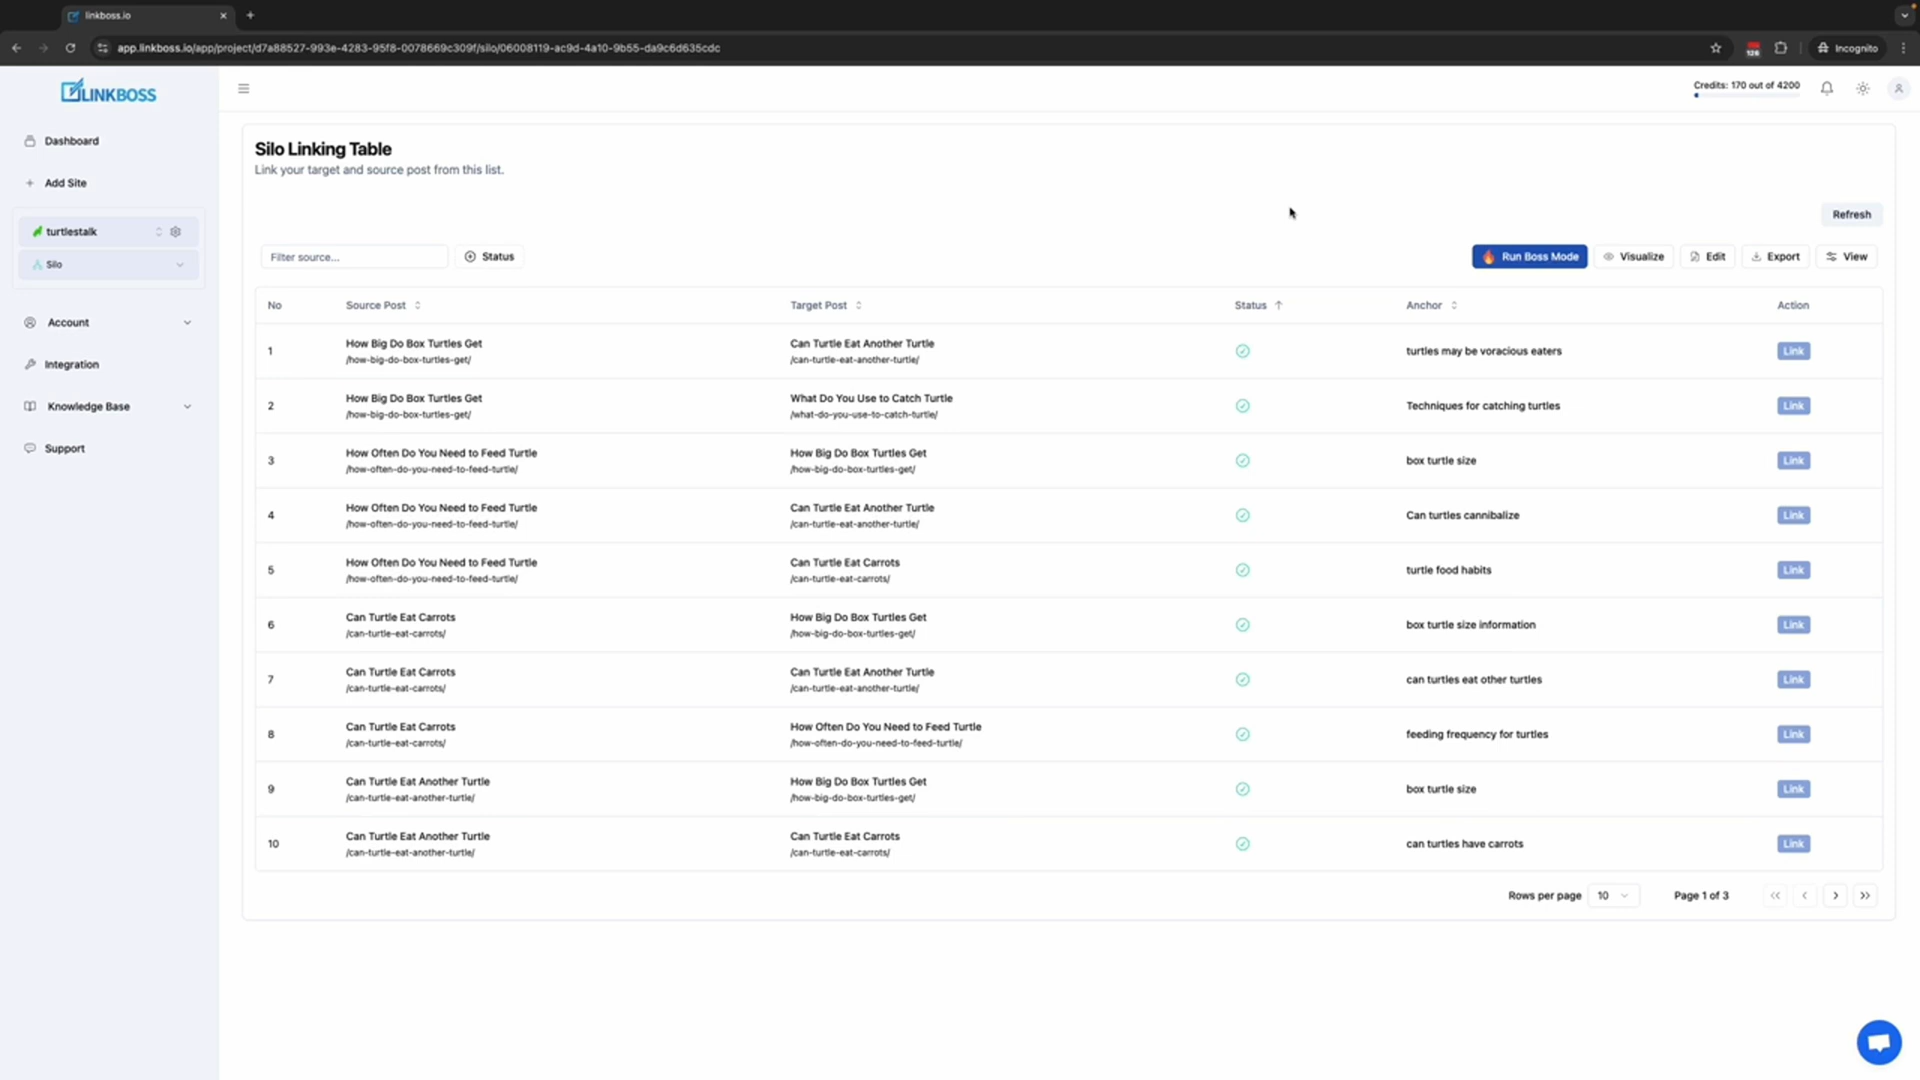 linkboss.io
app.linkboss.io/app/project/d7a88527-993e-4283-95f8-0078669c309f/silo/06008119-ac9d-4a10-9b55-da9c6d635cdc
126
Incognito
LINKBOSS
Credits: 170 out of 4200
Dashboard
Add Site
turtlestalk
Silo
Account
Integration
Knowledge Base
Support
Silo Linking Table
Link your target and source post from this list.
Refresh
Filter source...
Status
Run Boss Mode
Visualize
Edit
Export
View
No Source Post Target Post Status Anchor Action
1 How Big Do Box Turtles Get Can Turtle Eat Another Turtle turtles may be voracious eaters Link
/how-big-do-box-turtles-get/ /can-turtle-eat-another-turtle/
2 How Big Do Box Turtles Get What Do You Use to Catch Turtle Techniques for catching turtles Link
/how-big-do-box-turtles-get/ /what-do-you-use-to-catch-turtle/
3 How Often Do You Need to Feed Turtle How Big Do Box Turtles Get box turtle size Link
/how-often-do-you-need-to-feed-turtle/ /how-big-do-box-turtles-get/
4 How Often Do You Need to Feed Turtle Can Turtle Eat Another Turtle Can turtles cannibalize Link
/how-often-do-you-need-to-feed-turtle/ /can-turtle-eat-another-turtle/
5 How Often Do You Need to Feed Turtle Can Turtle Eat Carrots turtle food habits Link
/how-often-do-you-need-to-feed-turtle/ /can-turtle-eat-carrots/
6 Can Turtle Eat Carrots How Big Do Box Turtles Get box turtle size information Link
/can-turtle-eat-carrots/ /how-big-do-box-turtles-get/
7 Can Turtle Eat Carrots Can Turtle Eat Another Turtle can turtles eat other turtles Link
/can-turtle-eat-carrots/ /can-turtle-eat-another-turtle/
8 Can Turtle Eat Carrots How Often Do You Need to Feed Turtle feeding frequency for turtles Link
/can-turtle-eat-carrots/ /how-often-do-you-need-to-feed-turtle/
9 Can Turtle Eat Another Turtle How Big Do Box Turtles Get box turtle size Link
/can-turtle-eat-another-turtle/ /how-big-do-box-turtles-get/
10 Can Turtle Eat Another Turtle Can Turtle Eat Carrots can turtles have carrots Link
/can-turtle-eat-another-turtle/ /can-turtle-eat-carrots/
Rows per page 10 Page 1 of 3